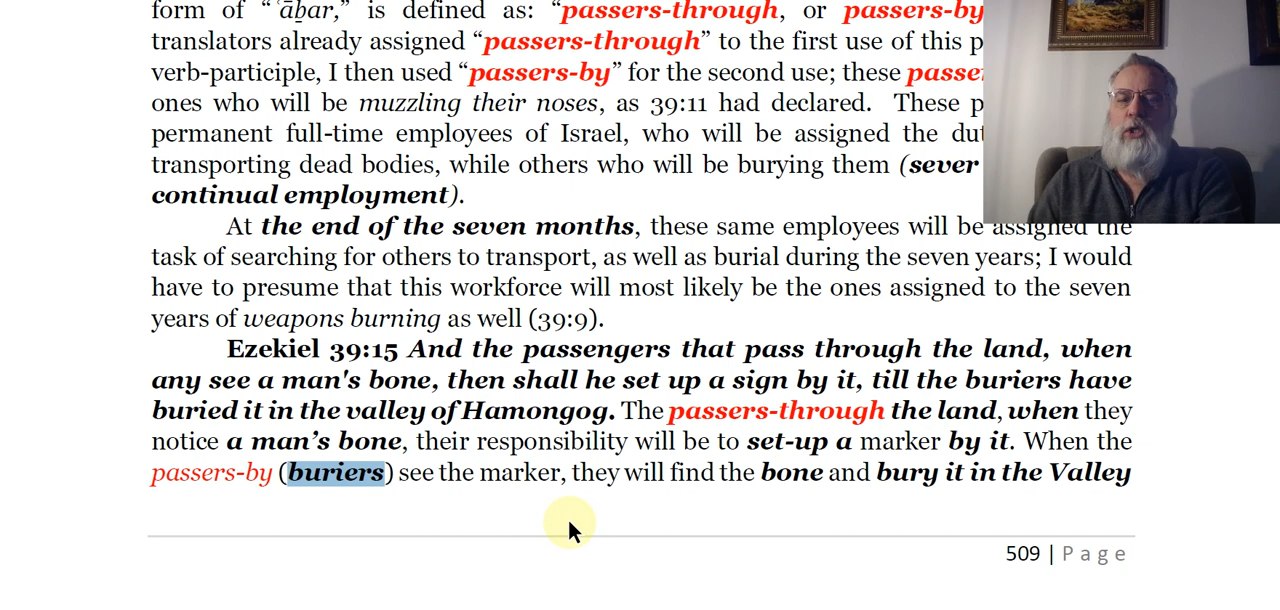 form of “ʿāḇar,” is defined as: “passers-through, or passers-by
translators already assigned “passers-through” to the first use of this p
verb-participle, I then used “passers-by” for the second use; these passe
ones who will be muzzling their noses, as 39:11 had declared. These p
permanent full-time employees of Israel, who will be assigned the du
transporting dead bodies, while others who will be burying them (sever
continual employment).
At the end of the seven months, these same employees will be assigned the
task of searching for others to transport, as well as burial during the seven years; I would
have to presume that this workforce will most likely be the ones assigned to the seven
years of weapons burning as well (39:9).
Ezekiel 39:15 And the passengers that pass through the land, when
any see a man's bone, then shall he set up a sign by it, till the buriers have
buried it in the valley of Hamongog. The passers-through the land, when they
notice a man’s bone, their responsibility will be to set-up a marker by it. When the
passers-by (buriers) see the marker, they will find the bone and bury it in the Valley
509 | Page